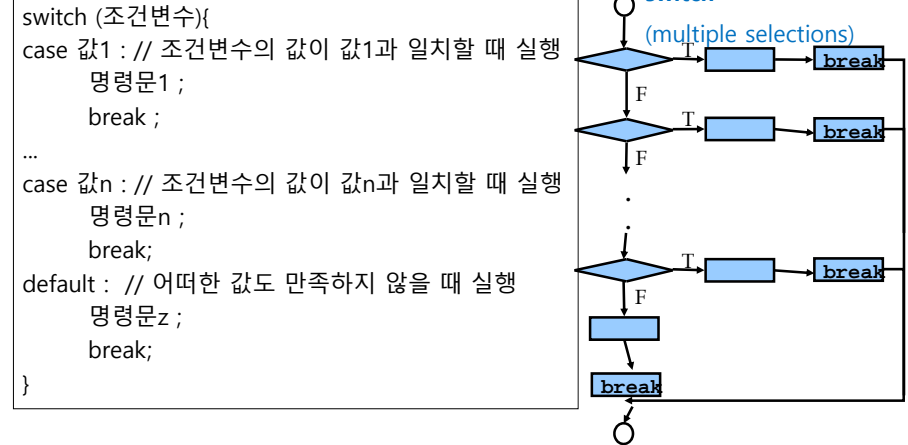 switch (조건변수){
case 값1 : // 조건변수의 값이 값1과 일치할 때 실행
명령문1 ;
break ;
...
case 값n : // 조건변수의 값이 값n과 일치할 때 실행
명령문n ;
break;
default : // 어떠한 값도 만족하지 않을 때 실행
명령문z ;
break;
}
(multiple selections)
T
break
F
T
break
F
.
.
T
break
F
break